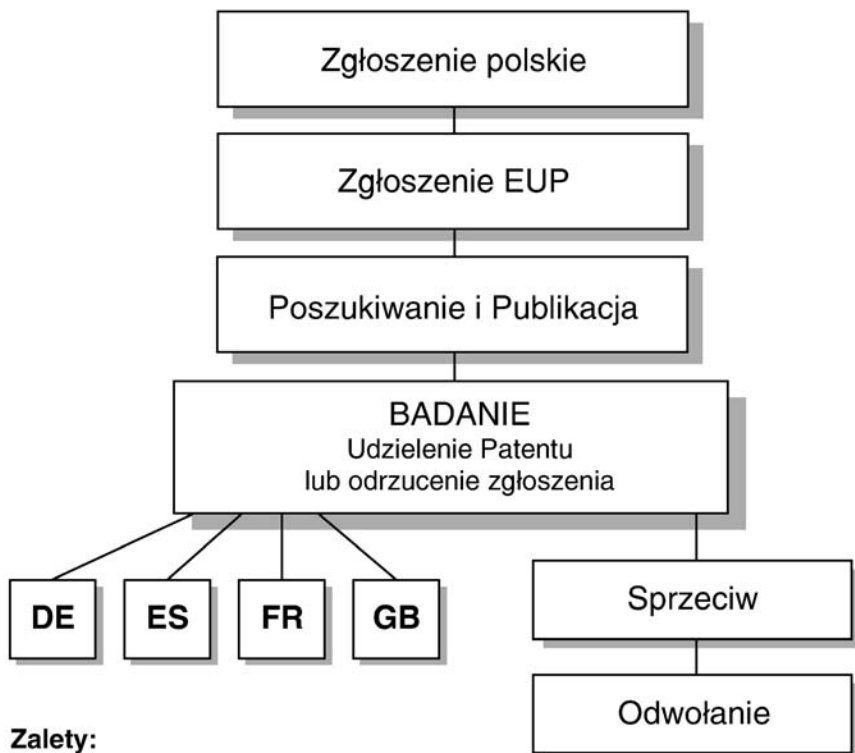 Zgłoszenie polskie
Zgłoszenie EUP
Poszukiwanie i Publikacja
BADANIE
Udzielenie Patentu
lub odrzucenie zgłoszenia
DE ES FR GB
Sprzeciw
Odwołanie
Zalety: